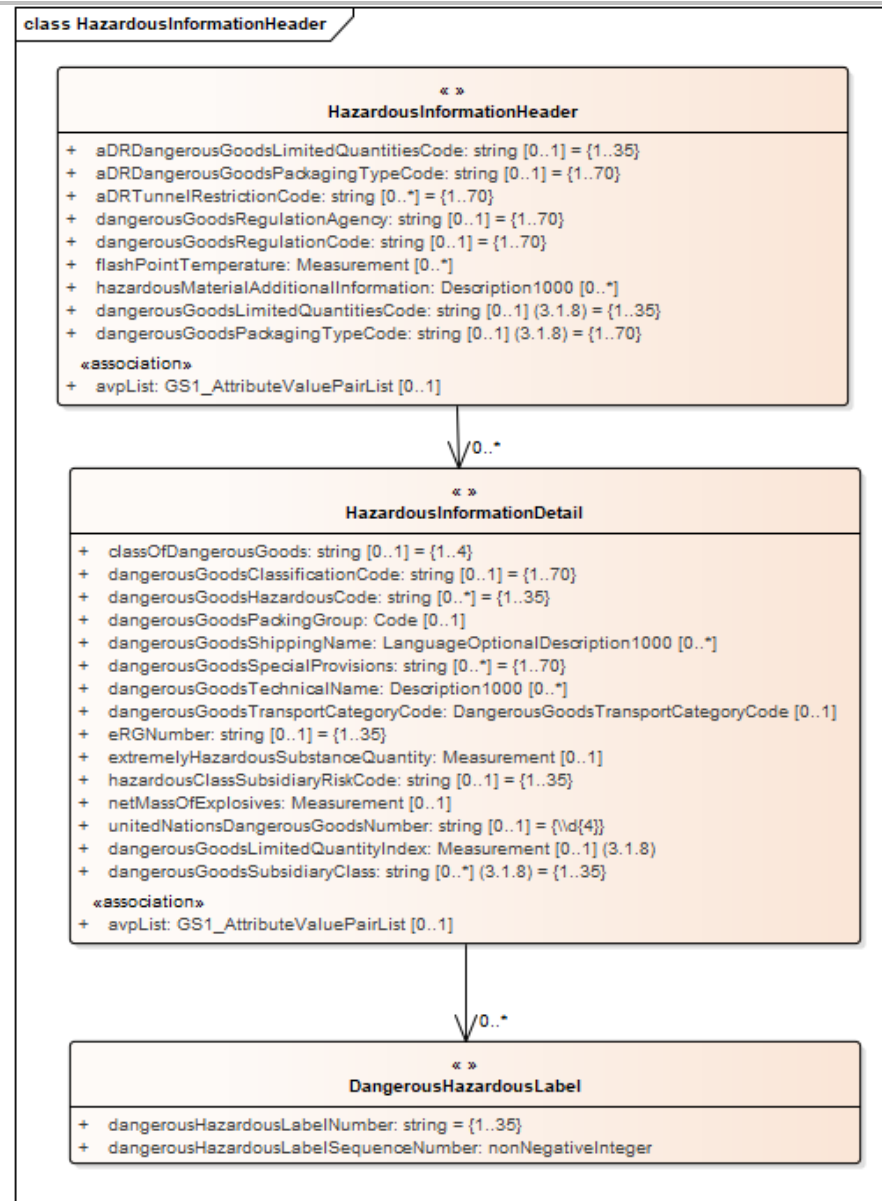 class HazardousInformationHeader
« »
HazardousInformationHeader
+ aDRDangerousGoodsLimitedQuantitiesCode: string [0..1] = {1..35}
+ aDRDangerousGoodsPackagingTypeCode: string [0..1] = {1..70}
+ aDRTunnelRestrictionCode: string [0..*] = {1..70}
+ dangerousGoodsRegulationAgency: string [0..1] = {1..70}
+ dangerousGoodsRegulationCode: string [0..1] = {1..70}
+ flashPointTemperature: Measurement [0..*]
+ hazardousMaterialAdditionalInformation: Description1000 [0..*]
+ dangerousGoodsLimitedQuantitiesCode: string [0..1] (3.1.8) = {1..35}
+ dangerousGoodsPackagingTypeCode: string [0..1] (3.1.8) = {1..70}
«association»
+ avpList: GS1_AttributeValuePairList [0..1]
0..*
« »
HazardousInformationDetail
+ classOfDangerousGoods: string [0..1] = {1..4}
+ dangerousGoodsClassificationCode: string [0..1] = {1..70}
+ dangerousGoodsHazardousCode: string [0..*] = {1..35}
+ dangerousGoodsPackingGroup: Code [0..1]
+ dangerousGoodsShippingName: LanguageOptionalDescription1000 [0..*]
+ dangerousGoodsSpecialProvisions: string [0..*] = {1..70}
+ dangerousGoodsTechnicalName: Description1000 [0..*]
+ dangerousGoodsTransportCategoryCode: DangerousGoodsTransportCategoryCode [0..1]
+ eRGNumber: string [0..1] = {1..35}
+ extremelyHazardousSubstanceQuantity: Measurement [0..1]
+ hazardousClassSubsidiaryRiskCode: string [0..1] = {1..35}
+ netMassOfExplosives: Measurement [0..1]
+ unitedNationsDangerousGoodsNumber: string [0..1] = {\\d{4}}
+ dangerousGoodsLimitedQuantityIndex: Measurement [0..1] (3.1.8)
+ dangerousGoodsSubsidiaryClass: string [0..*] (3.1.8) = {1..35}
«association»
+ avpList: GS1_AttributeValuePairList [0..1]
0..*
« »
DangerousHazardousLabel
+ dangerousHazardousLabelNumber: string = {1..35}
+ dangerousHazardousLabelSequenceNumber: nonNegativeInteger